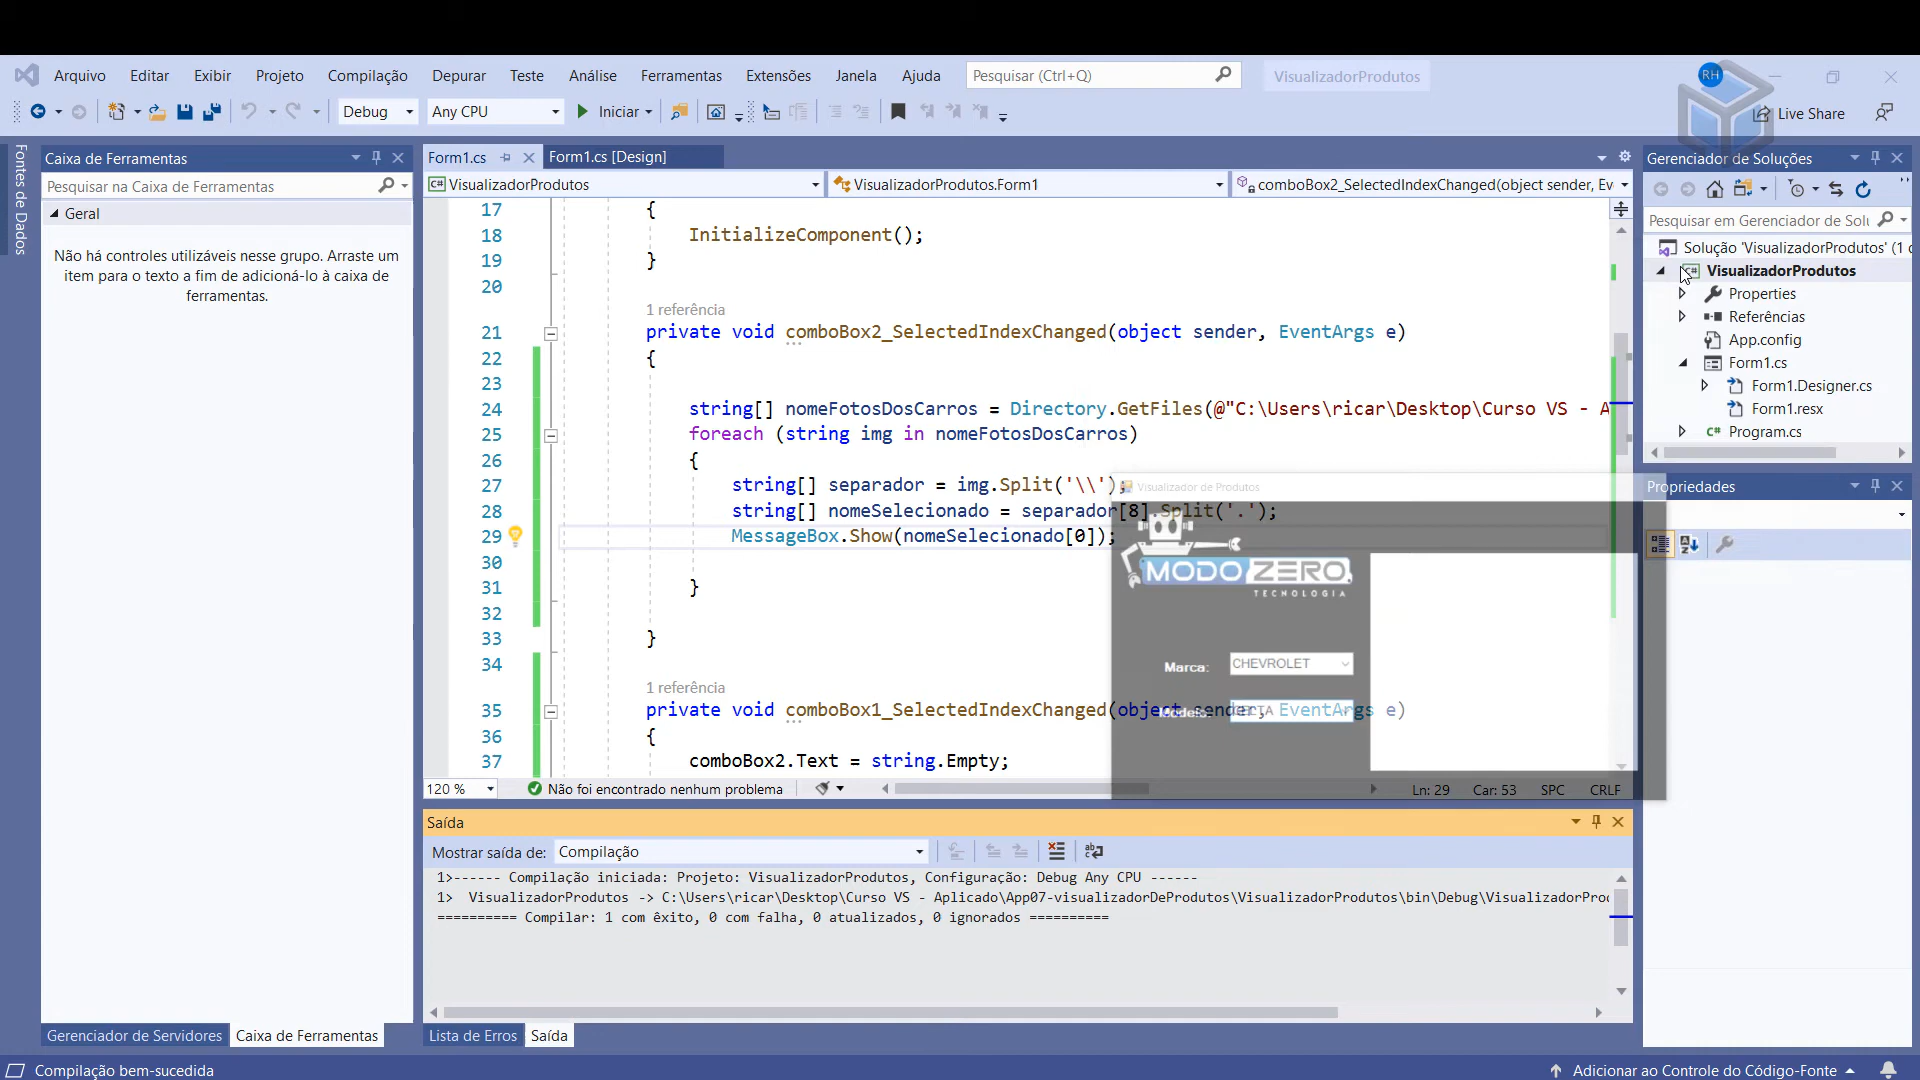 Arquivo Editar Exibir Projeto Compilação Depurar Teste Análise Ferramentas Extensões Janela Ajuda Pesquisar (Ctrl+Q) VisualizadorProdutos RH
Debug Any CPU Iniciar Live Share
Fontes de Dados
Caixa de Ferramentas
Pesquisar na Caixa de Ferramentas
Geral
Não há controles utilizáveis nesse grupo. Arraste um
item para o texto a fim de adicioná-lo à caixa de
ferramentas.
Gerenciador de Servidores Caixa de Ferramentas
Form1.cs Form1.cs [Design]
VisualizadorProdutos VisualizadorProdutos.Form1 comboBox2_SelectedIndexChanged(object sender, Ev
17 {
18 InitializeComponent();
19 }
20
1 referência
21 private void comboBox2_SelectedIndexChanged(object sender, EventArgs e)
22 {
23
24 string[] nomeFotosDosCarros = Directory.GetFiles(@"C:\Users\ricar\Desktop\Curso VS - A
25 foreach (string img in nomeFotosDosCarros)
26 {
27 string[] separador = img.Split('\\');
28 string[] nomeSelecionado = separador[8].Split('.');
29 MessageBox.Show(nomeSelecionado[0]);
30
31 }
32
33 }
34
1 referência
35 private void comboBox1_SelectedIndexChanged(object sender, EventArgs e)
36 {
37 comboBox2.Text = string.Empty;
Visualizador de Produtos
MODO ZERO
TECNOLOGIA
Marca: CHEVROLET
Modelo: CELTA
120 % Não foi encontrado nenhum problema Ln: 29 Car: 53 SPC CRLF
Saída
Mostrar saída de: Compilação
1>------ Compilação iniciada: Projeto: VisualizadorProdutos, Configuração: Debug Any CPU ------
1> VisualizadorProdutos -> C:\Users\ricar\Desktop\Curso VS - Aplicado\App07-visualizadorDeProdutos\VisualizadorProdutos\bin\Debug\VisualizadorProd
========== Compilar: 1 com êxito, 0 com falha, 0 atualizados, 0 ignorados ==========
Lista de Erros Saída
Gerenciador de Soluções
Pesquisar em Gerenciador de Solu
Solução 'VisualizadorProdutos' (1 c
VisualizadorProdutos
Properties
Referências
App.config
Form1.cs
Form1.Designer.cs
Form1.resx
Program.cs
Propriedades
Compilação bem-sucedida Adicionar ao Controle do Código-Fonte